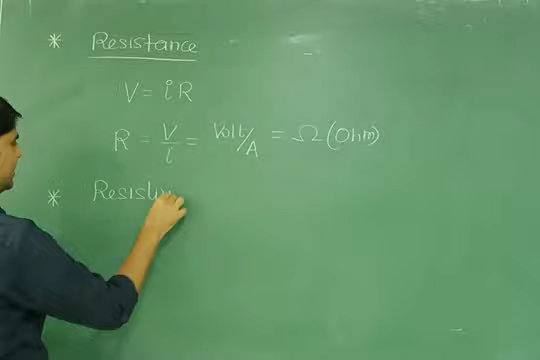 * Resistance
V = iR
R = V/i = Volt/A = Ω (Ohm)
* Resisti